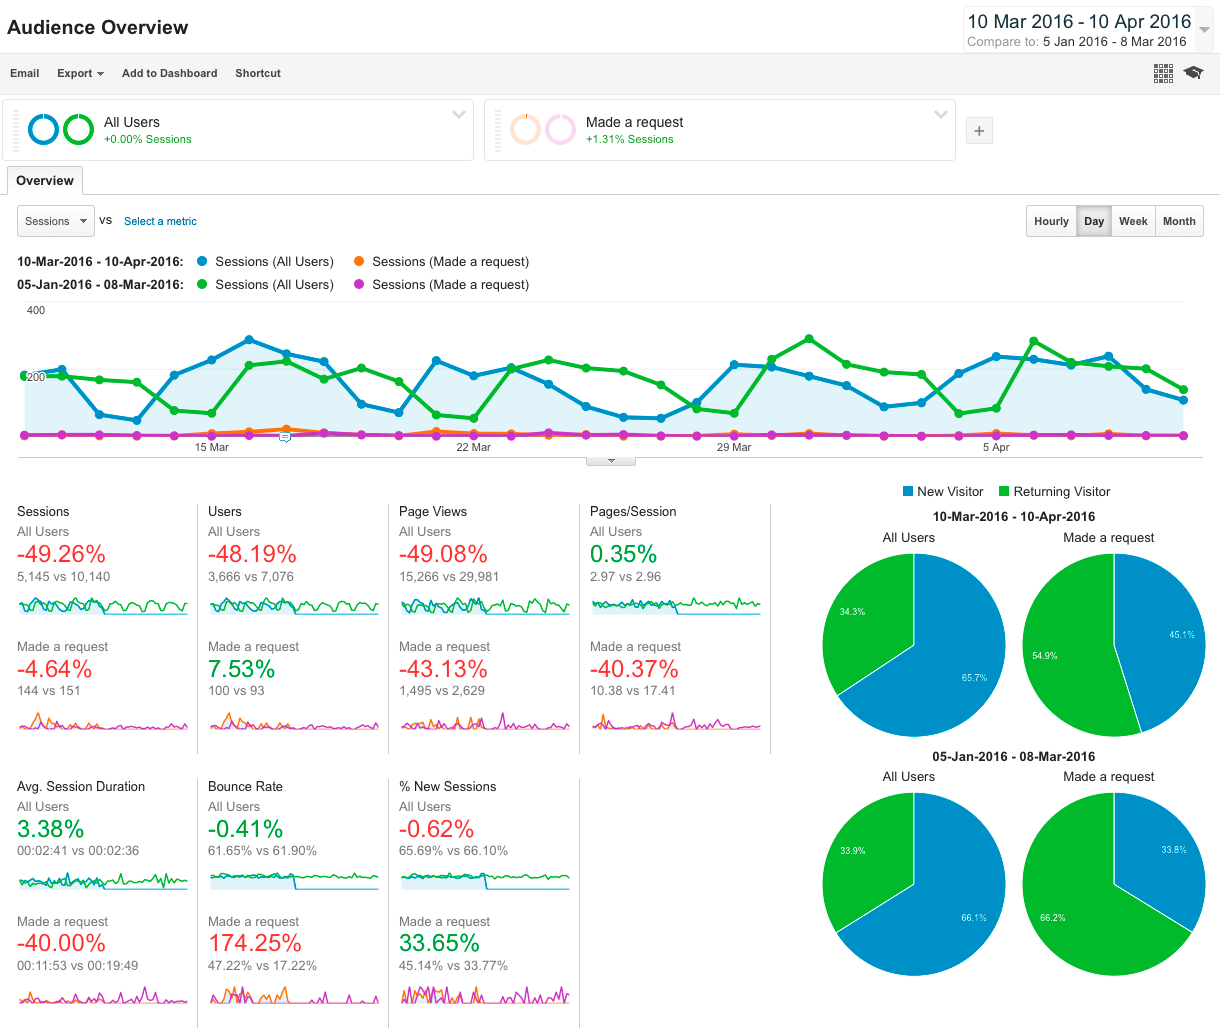 Audience Overview
10 Mar 2016 - 10 Apr 2016
Compare to: 5 Jan 2016 - 8 Mar 2016
Email Export Add to Dashboard Shortcut
All Users
+0.00% Sessions
Made a request
+1.31% Sessions
+
Overview
Sessions VS Select a metric
Hourly Day Week Month
10-Mar-2016 - 10-Apr-2016: Sessions (All Users) Sessions (Made a request)
05-Jan-2016 - 08-Mar-2016: Sessions (All Users) Sessions (Made a request)
400
200
15 Mar 22 Mar 29 Mar 5 Apr
Sessions
All Users
-49.26%
5,145 vs 10,140
Made a request
-4.64%
144 vs 151
Users
All Users
-48.19%
3,666 vs 7,076
Made a request
7.53%
100 vs 93
Page Views
All Users
-49.08%
15,266 vs 29,981
Made a request
-43.13%
1,495 vs 2,629
Pages/Session
All Users
0.35%
2.97 vs 2.96
Made a request
-40.37%
10.38 vs 17.41
Avg. Session Duration
All Users
3.38%
00:02:41 vs 00:02:36
Made a request
-40.00%
00:11:53 vs 00:19:49
Bounce Rate
All Users
-0.41%
61.65% vs 61.90%
Made a request
174.25%
47.22% vs 17.22%
% New Sessions
All Users
-0.62%
65.69% vs 66.10%
Made a request
33.65%
45.14% vs 33.77%
New Visitor Returning Visitor
10-Mar-2016 - 10-Apr-2016
All Users
34.3%
65.7%
Made a request
45.1%
54.9%
05-Jan-2016 - 08-Mar-2016
All Users
33.9%
66.1%
Made a request
33.8%
66.2%